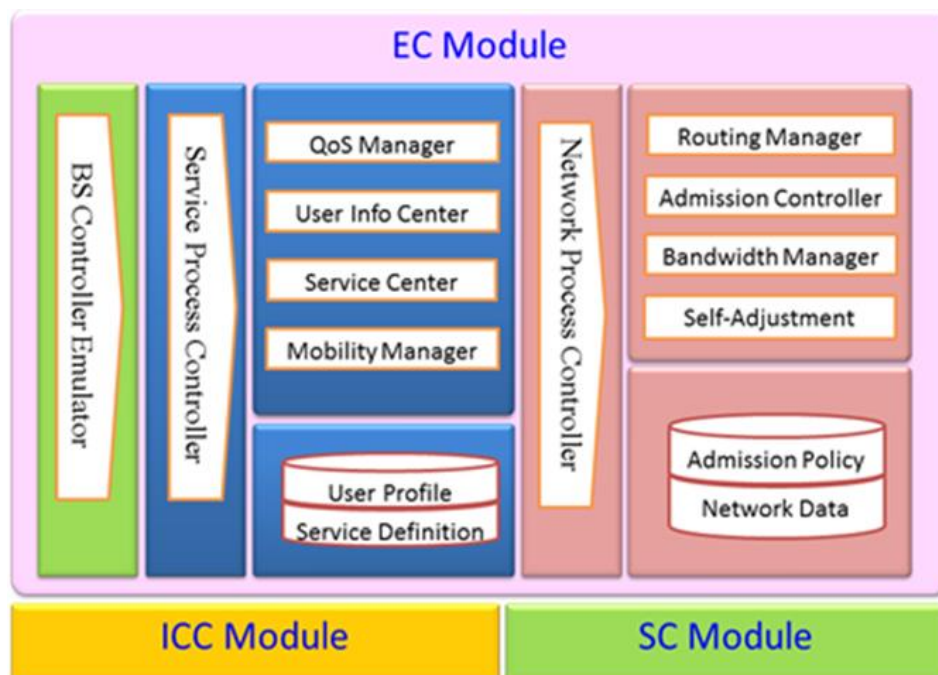 EC Module
BS Controller Emulator
Service Process Controller
QoS Manager
User Info Center
Service Center
Mobility Manager
User Profile
Service Definition
Network Process Controller
Routing Manager
Admission Controller
Bandwidth Manager
Self-Adjustment
Admission Policy
Network Data
ICC Module
SC Module